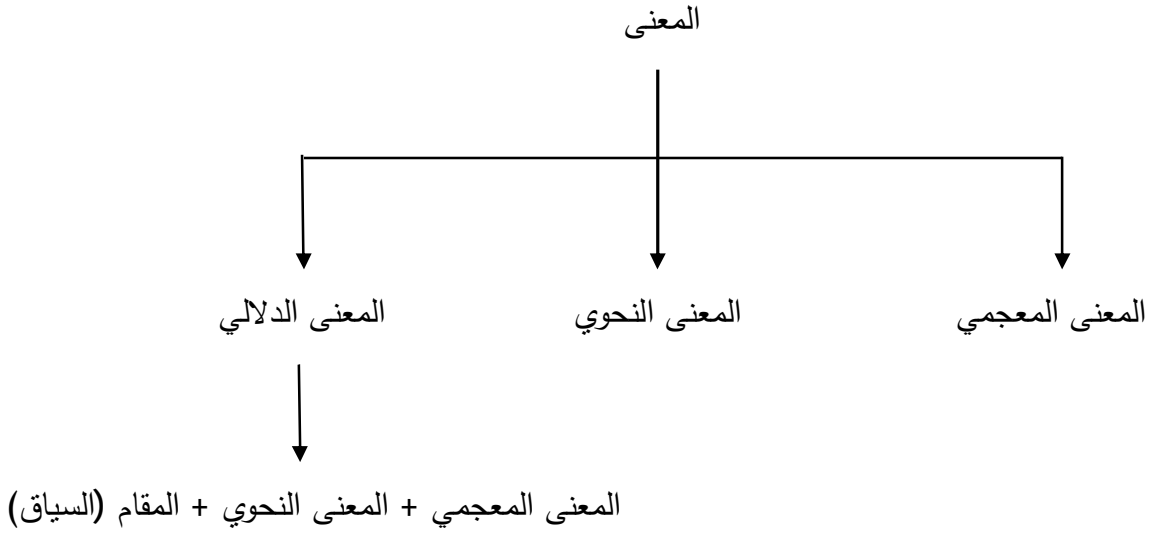 المعنى
المعنى المعجمي
المعنى النحوي
المعنى الدلالي
المعنى المعجمي + المعنى النحوي + المقام (السياق)